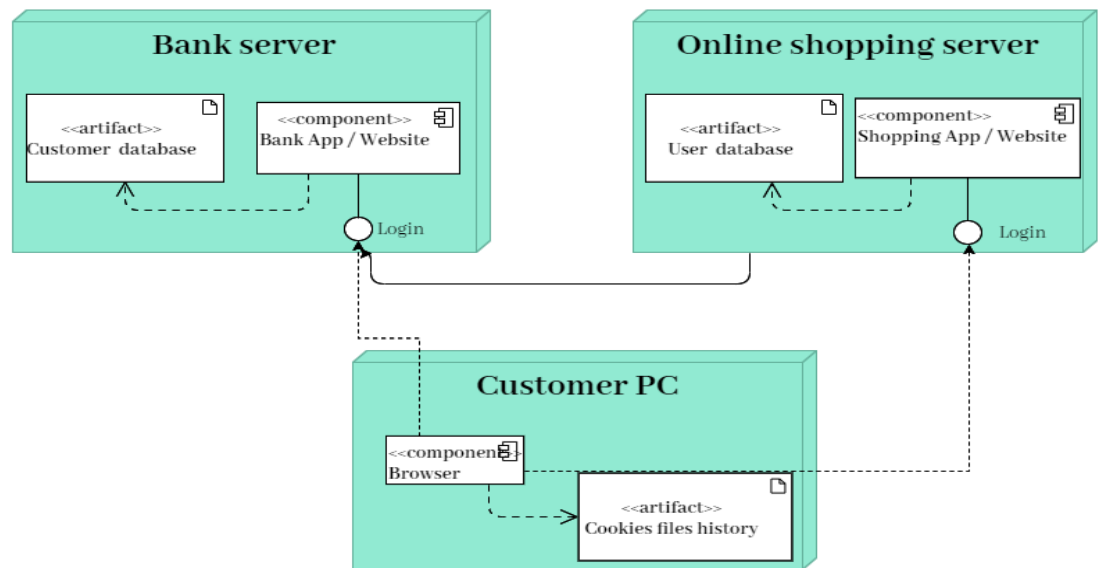 Bank server
<<artifact>>
Customer database
<<component>>
Bank App / Website
Login
Online shopping server
<<artifact>>
User database
<<component>>
Shopping App / Website
Login
Customer PC
<<component>>
Browser
<<artifact>>
Cookies files history